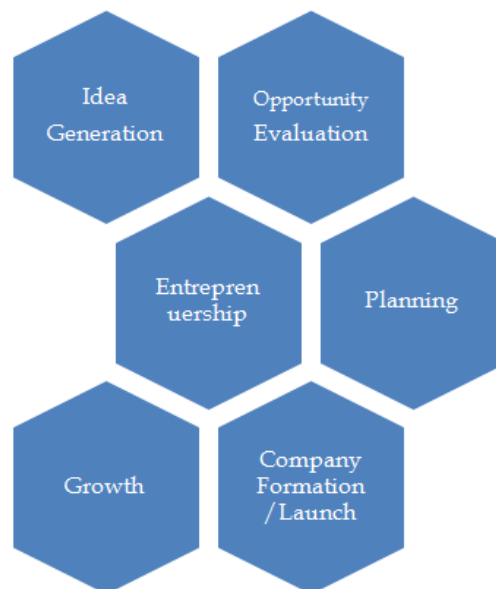 Idea
Generation
Opportunity
Evaluation
Entrepren
uership
Planning
Growth
Company
Formation
/Launch